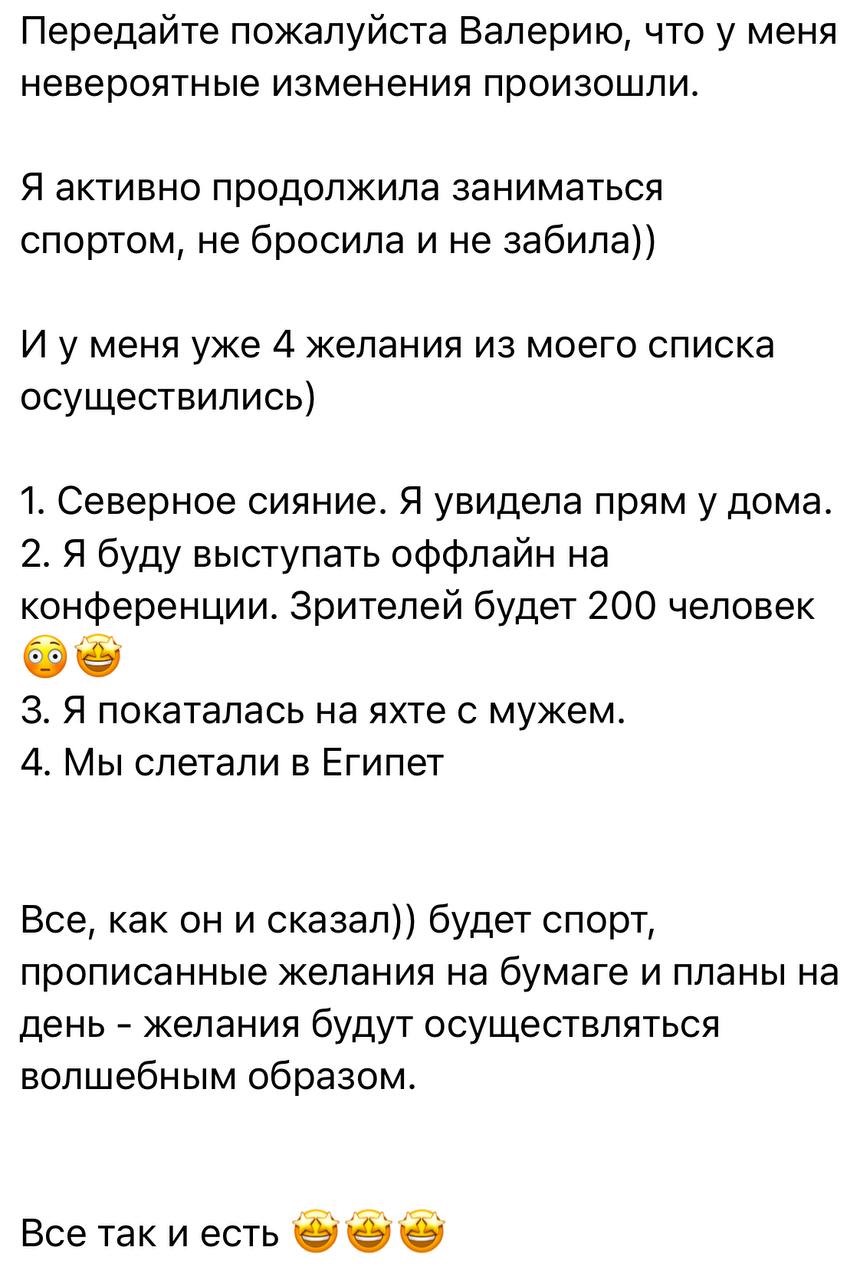 Передайте пожалуйста Валерию, что у меня
невероятные изменения произошли.
Я активно продолжила заниматься
спортом, не бросила и не забила))
И у меня уже 4 желания из моего списка
осуществились)
1. Северное сияние. Я увидела прям у дома.
2. Я буду выступать оффлайн на
конференции. Зрителей будет 200 человек
😳🤩
3. Я покаталась на яхте с мужем.
4. Мы слетали в Египет
Все, как он и сказал)) будет спорт,
прописанные желания на бумаге и планы на
день - желания будут осуществляться
волшебным образом.
Все так и есть 🤩🤩🤩